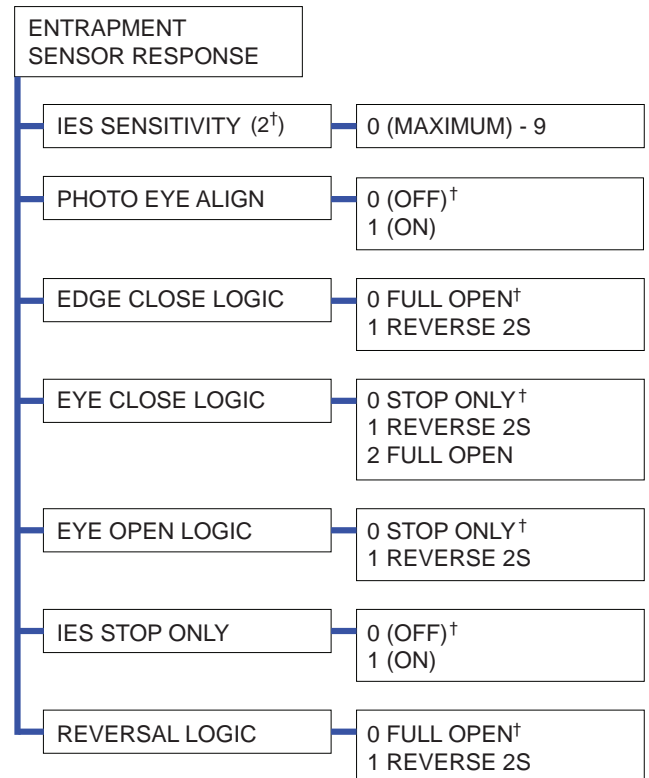 ENTRAPMENT
SENSOR RESPONSE
IES SENSITIVITY (2†)
0 (MAXIMUM) - 9
PHOTO EYE ALIGN
0 (OFF)†
1 (ON)
EDGE CLOSE LOGIC
0 FULL OPEN†
1 REVERSE 2S
EYE CLOSE LOGIC
0 STOP ONLY†
1 REVERSE 2S
2 FULL OPEN
EYE OPEN LOGIC
0 STOP ONLY†
1 REVERSE 2S
IES STOP ONLY
0 (OFF)†
1 (ON)
REVERSAL LOGIC
0 FULL OPEN†
1 REVERSE 2S